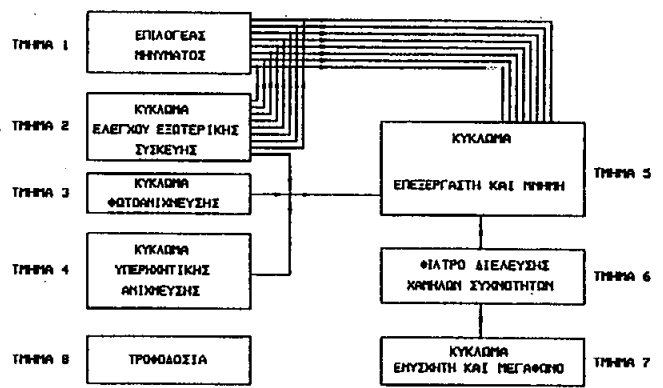 ΤΜΗΜΑ 1
ΕΠΙΛΟΓΕΑΣ
ΜΗΝΥΜΑΤΟΣ
ΤΜΗΜΑ 2
ΚΥΚΛΩΜΑ
ΕΛΕΓΧΟΥ ΕΞΩΤΕΡΙΚΗΣ
ΣΥΣΚΕΥΗΣ
ΤΜΗΜΑ 3
ΚΥΚΛΩΜΑ
ΦΩΤΟΑΝΙΧΝΕΥΣΗΣ
ΤΜΗΜΑ 4
ΚΥΚΛΩΜΑ
ΥΠΕΡΗΧΗΤΙΚΗΣ
ΑΝΙΧΝΕΥΣΗΣ
ΤΜΗΜΑ 8
ΤΡΟΦΟΔΟΣΙΑ
ΚΥΚΛΩΜΑ
ΕΠΕΞΕΡΓΑΣΤΗ ΚΑΙ ΜΝΗΜΗ
ΤΜΗΜΑ 5
ΦΙΛΤΡΟ ΔΙΕΛΕΥΣΗΣ
ΧΑΜΗΛΩΝ ΣΥΧΝΟΤΗΤΩΝ
ΤΜΗΜΑ 6
ΚΥΚΛΩΜΑ
ΕΝΥΣΧΗΤΗ ΚΑΙ ΜΕΓΑΦΩΝΟ
ΤΜΗΜΑ 7